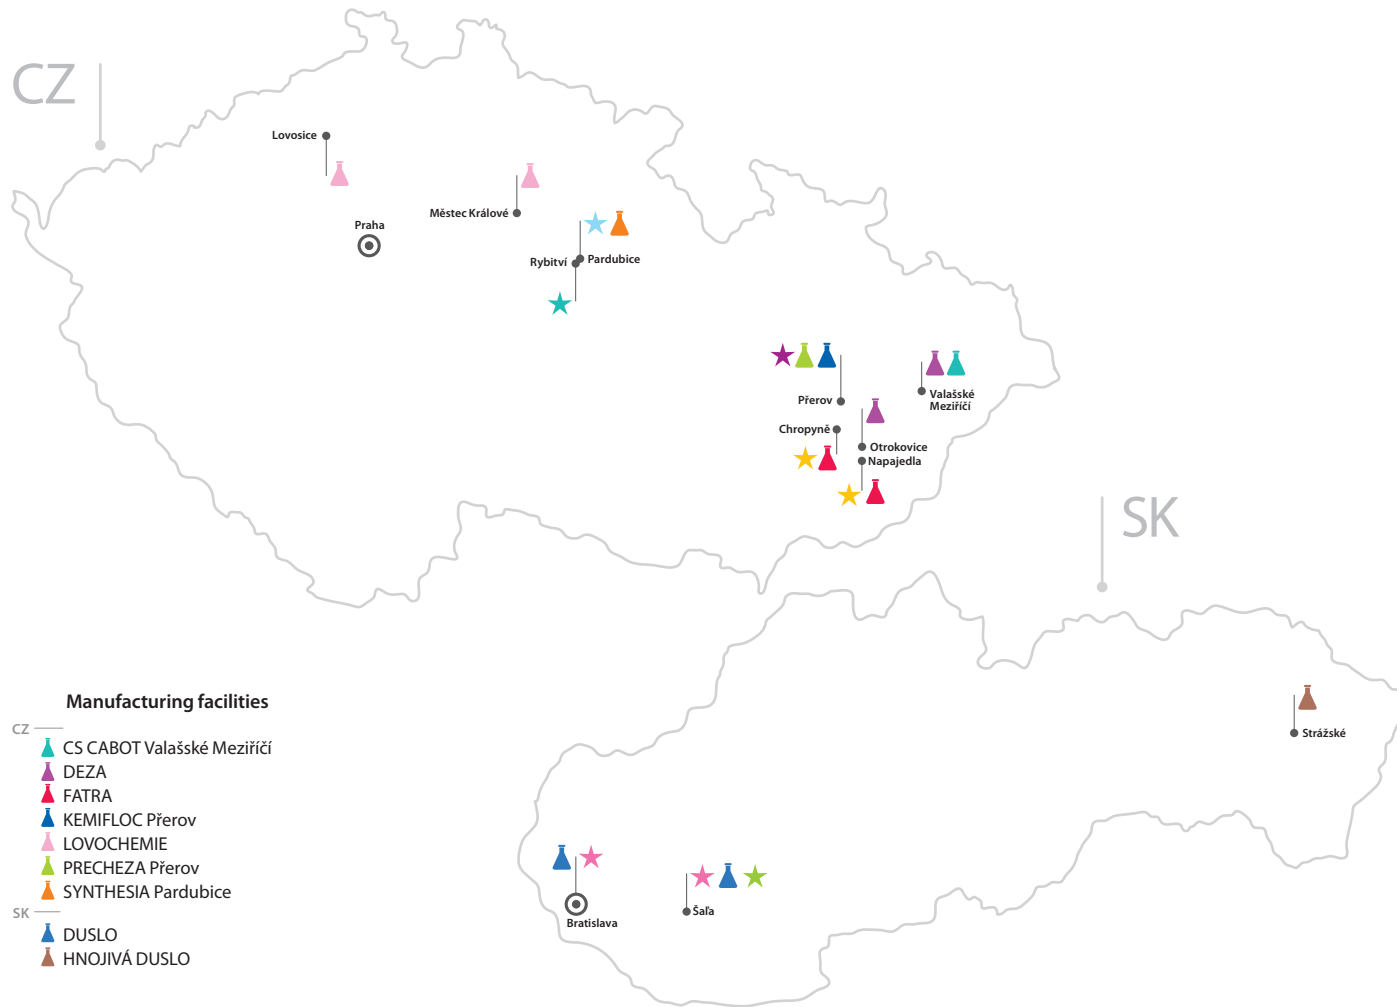 CZ
Lovosice
Praha
Městec Králové
Rybitví
Pardubice
Přerov
Valašské
Meziříčí
Chropyně
Otrokovice
Napajedla
SK
Strážské
Bratislava
Šaľa
Manufacturing facilities
CZ
CS CABOT Valašské Meziříčí
DEZA
FATRA
KEMIFLOC Přerov
LOVOCHEMIE
PRECHEZA Přerov
SYNTHESIA Pardubice
SK
DUSLO
HNOJIVÁ DUSLO